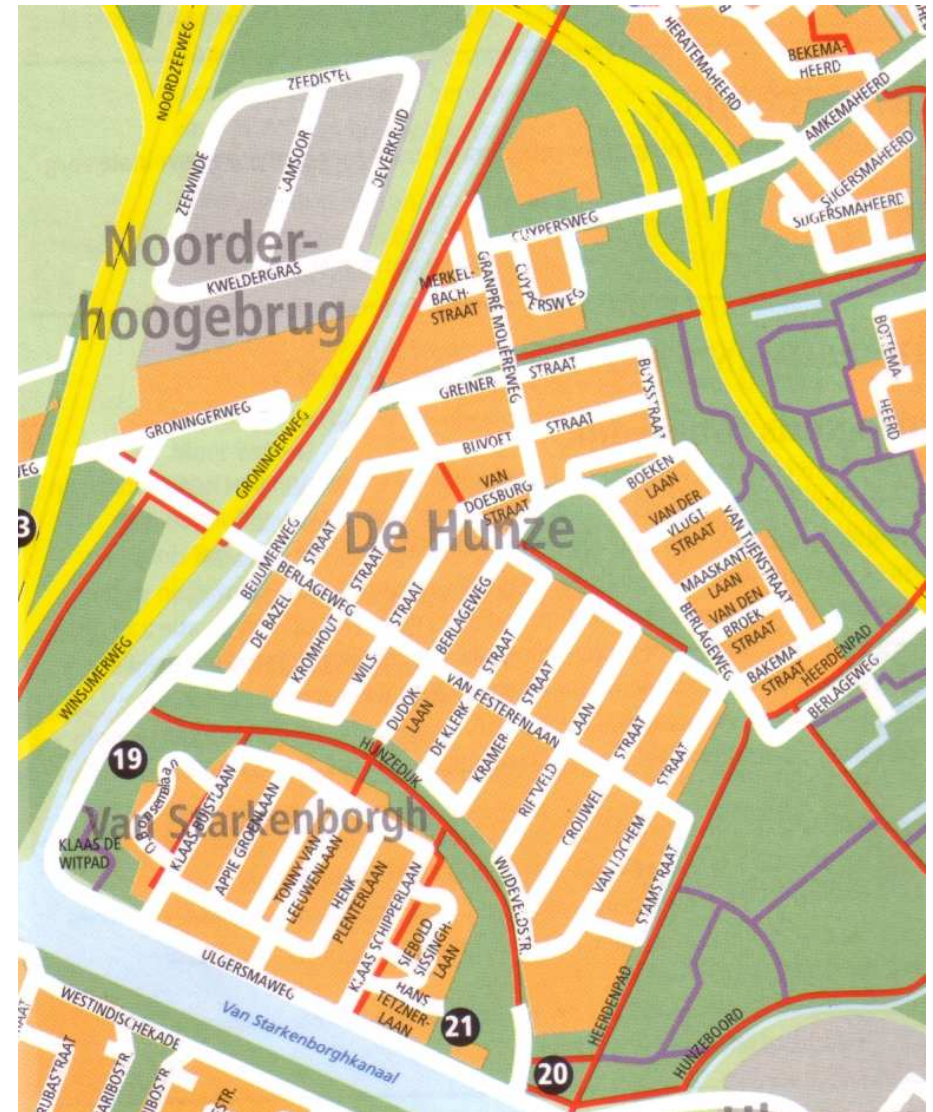 NOORDZEEWEG
ZEEDISTEL
LAMSOOR
OEVERKRUID
ZEEWINDE
KWELDERGRAS
HERATEMAHEERD
BEKEMA-
HEERD
AMKEMAHEERD
SIJGERSMAHEERD
SIJGERSMAHEERD
CUYPERSWEG
CUYPERSWEG
Noorder-
hoogebrug
MERKEL-
BACH-
STRAAT
GRANPRÉ MOLIÈREWEG
BOTTEMA
HEERD
GREINER
STRAAT
BUYSSTRAAT
GRONINGERWEG
GRONINGERWEG
WEG
BIJVOET
STRAAT
VAN
DOESBURG
STRAAT
De Hunze
BOEKEN
LAAN
VAN DER
VLUGT
STRAAT
MAASKANT
LAAN
VAN DEN
BROEK
STRAAT
BAKEMA
STRAAT
VAN TIJENSTRAAT
BERLAGEWEG
HEERDENPAD
BERLAGEWEG
3
BEIJUMERWEG
BERLAGEWEG
DE BAZEL
STRAAT
KROMHOUT
STRAAT
WILS
STRAAT
BERLAGEWEG
DUDOK
LAAN
DE KLERK
STRAAT
KRAMER
STRAAT
VAN EESTERENLAAN
RIETVELD
LAAN
CROUWEL
STRAAT
VAN LOCHEM
STRAAT
STAMSTRAAT
WIJDEVELDSTR.
WINSUMERWEG
HUNZEDIJK
19
Van Starkenborgh
KLAAS DE
WITPAD
KLAAS BUISTLAAN
APPIE GROENLAAN
TONNY VAN
LEEUWENLAAN
HENK
PLENTERLAAN
KLAAS SCHIPPERLAAN
SIEBOLD
SISSINGH-
LAAN
HANS
TETZNER-
LAAN
ULGERSMAWEG
Van Starkenborghkanaal
21
20
HEERDENPAD
HUNZEBOORD
WESTINDISCHEKADE